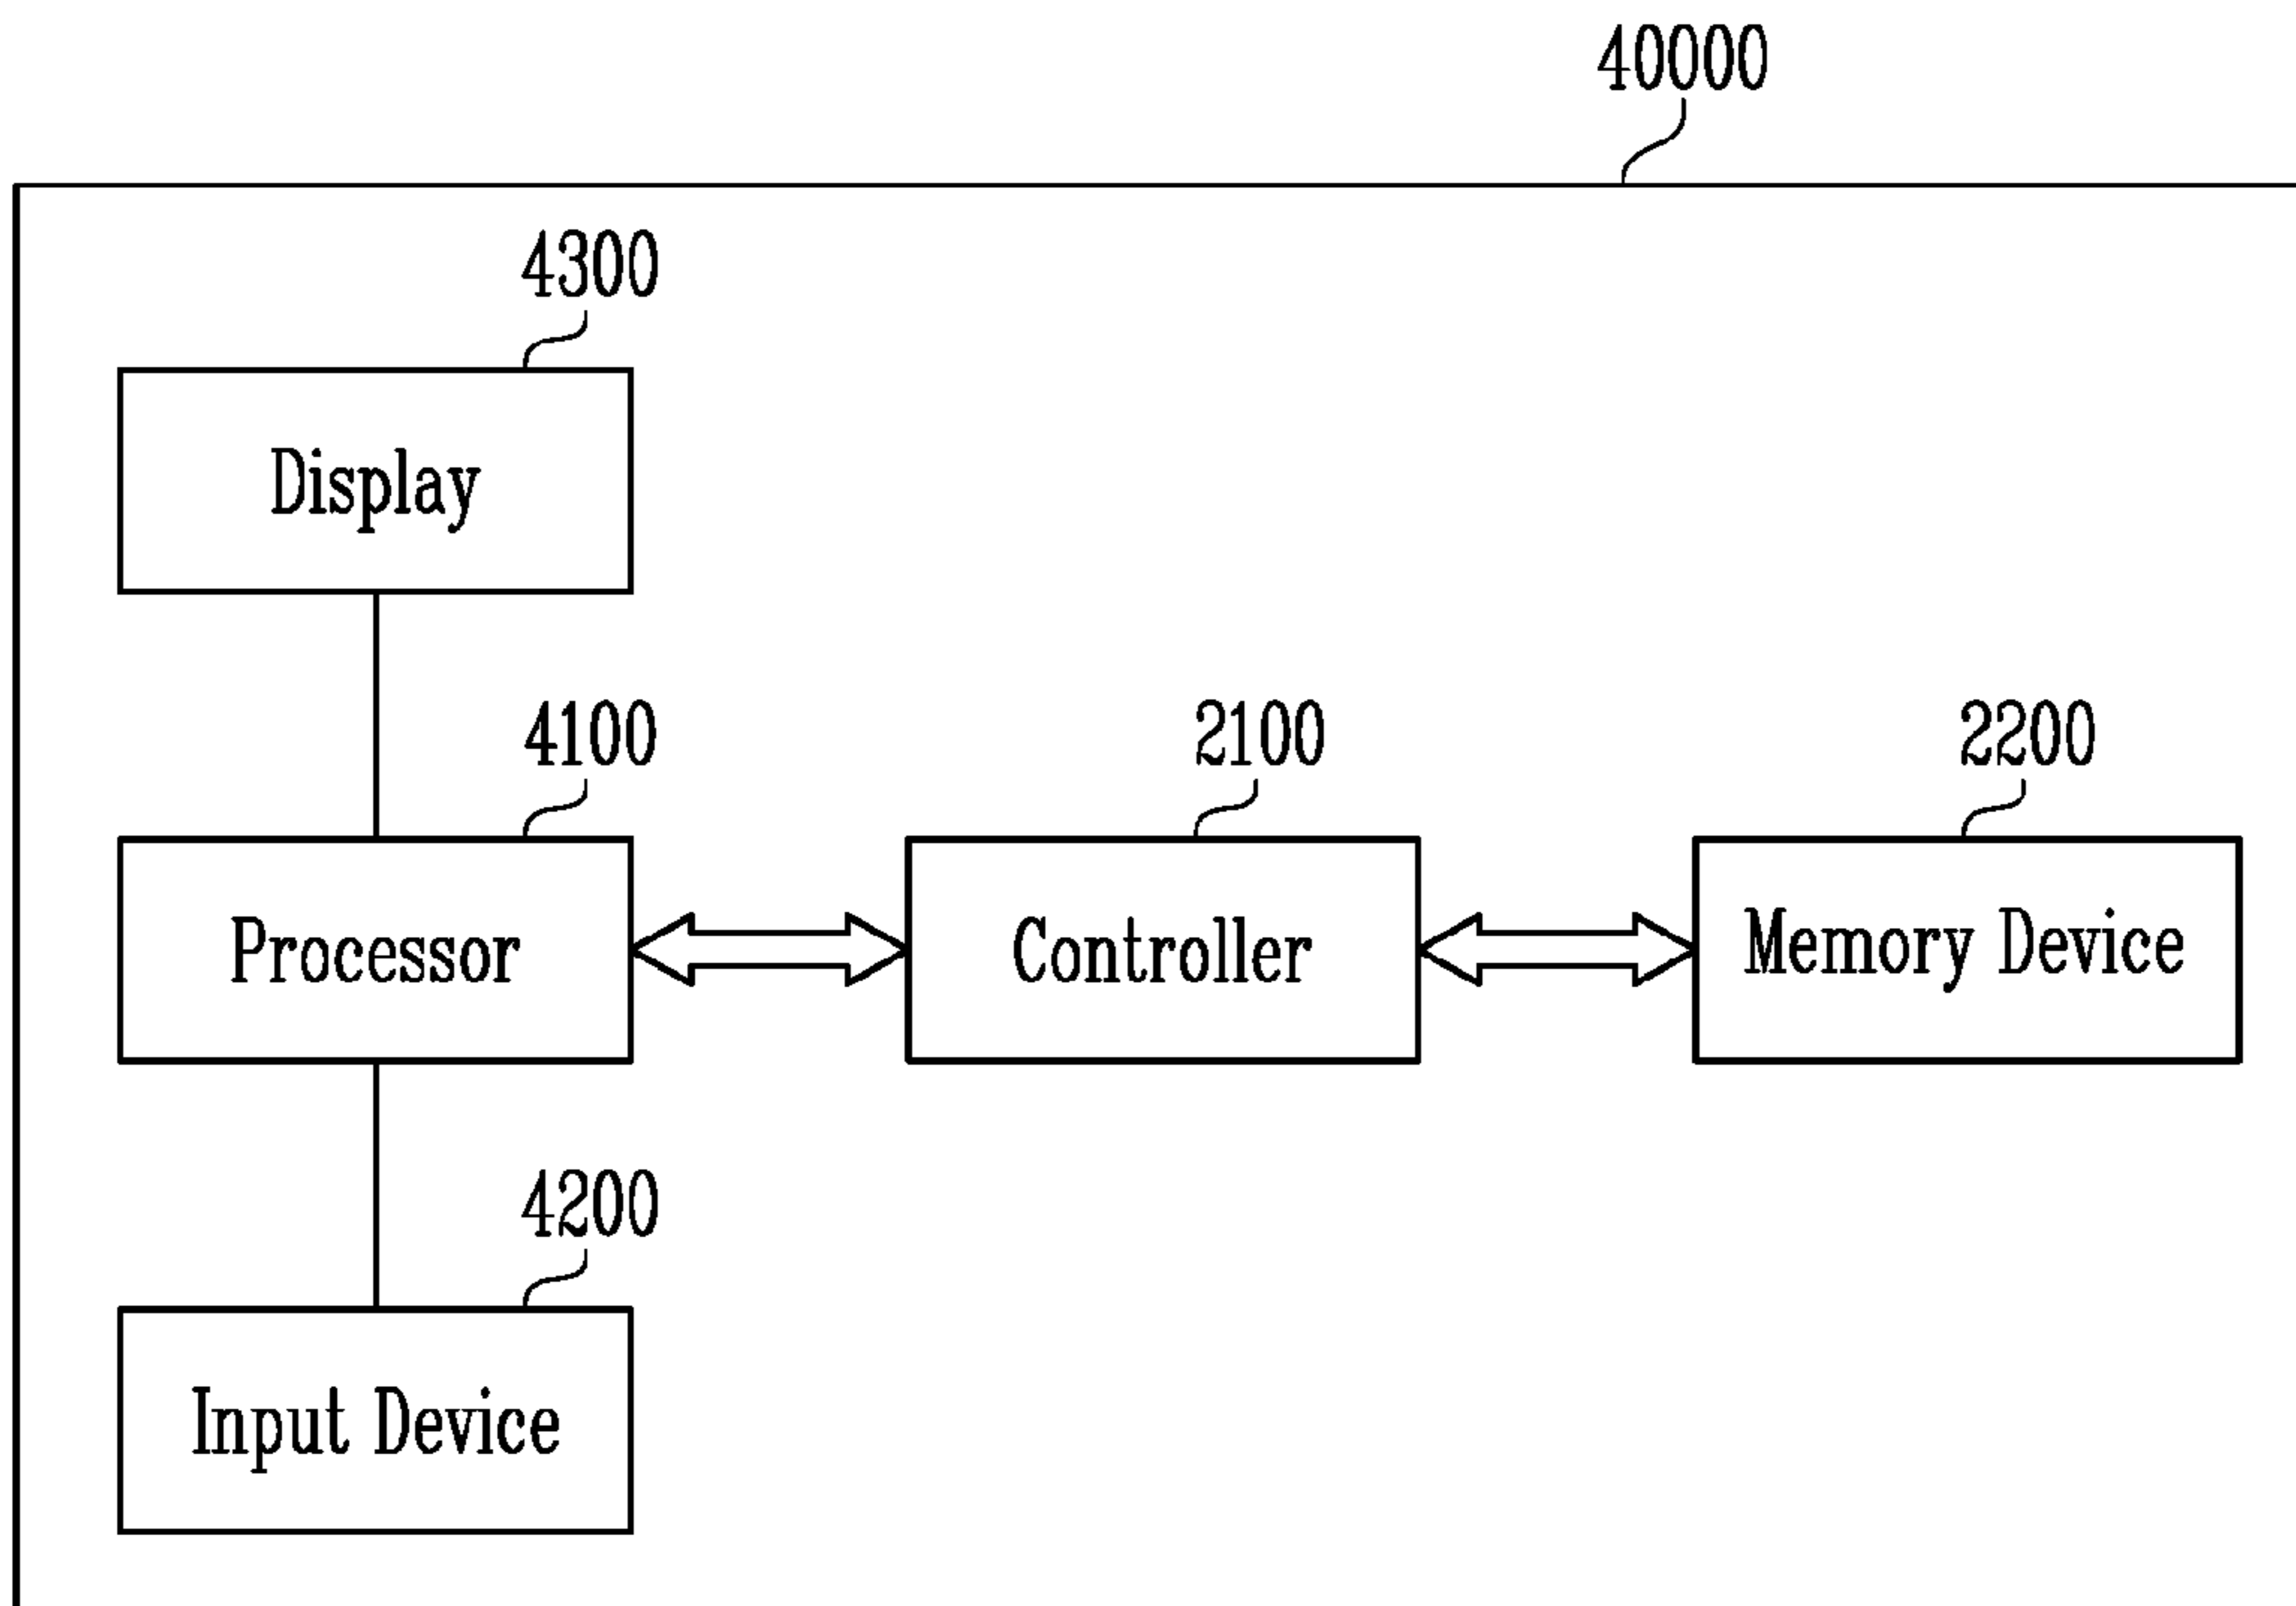 40000
4300
Display
4100
2100
2200
Processor
Controller
Memory Device
4200
Input Device